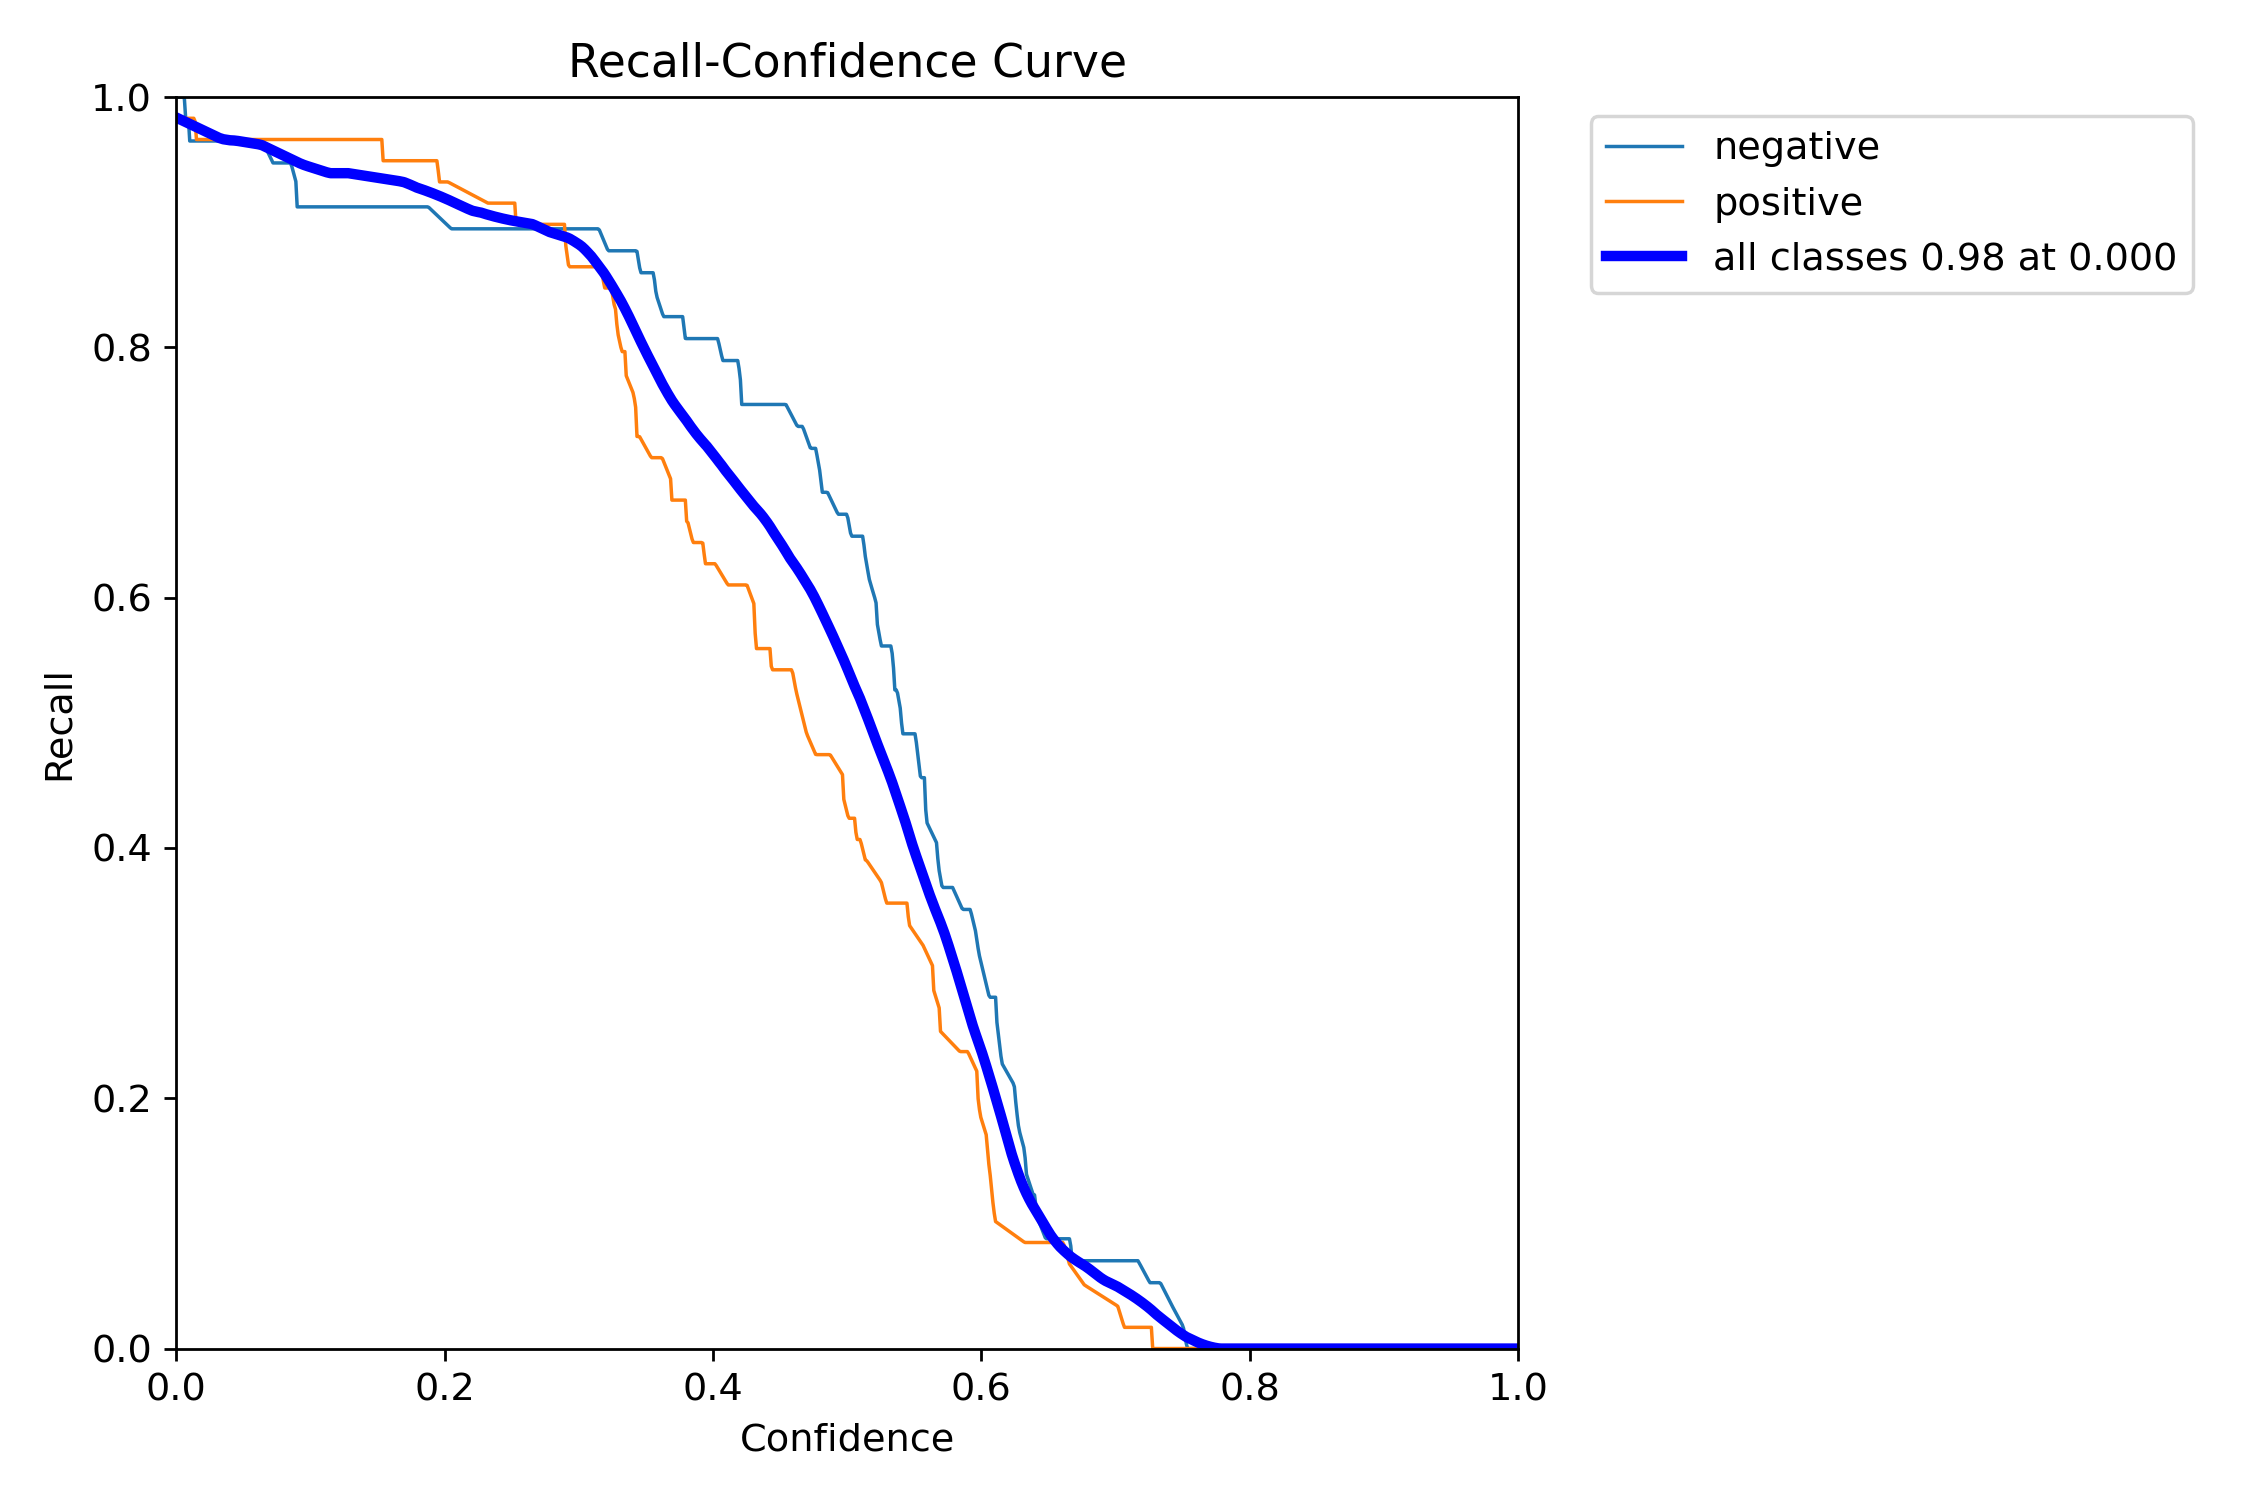 Recall-Confidence Curve
1.0
0.8
0.6
0.4
0.2
0.0
Recall
0.0 0.2 0.4 0.6 0.8 1.0
Confidence
negative
positive
all classes 0.98 at 0.000